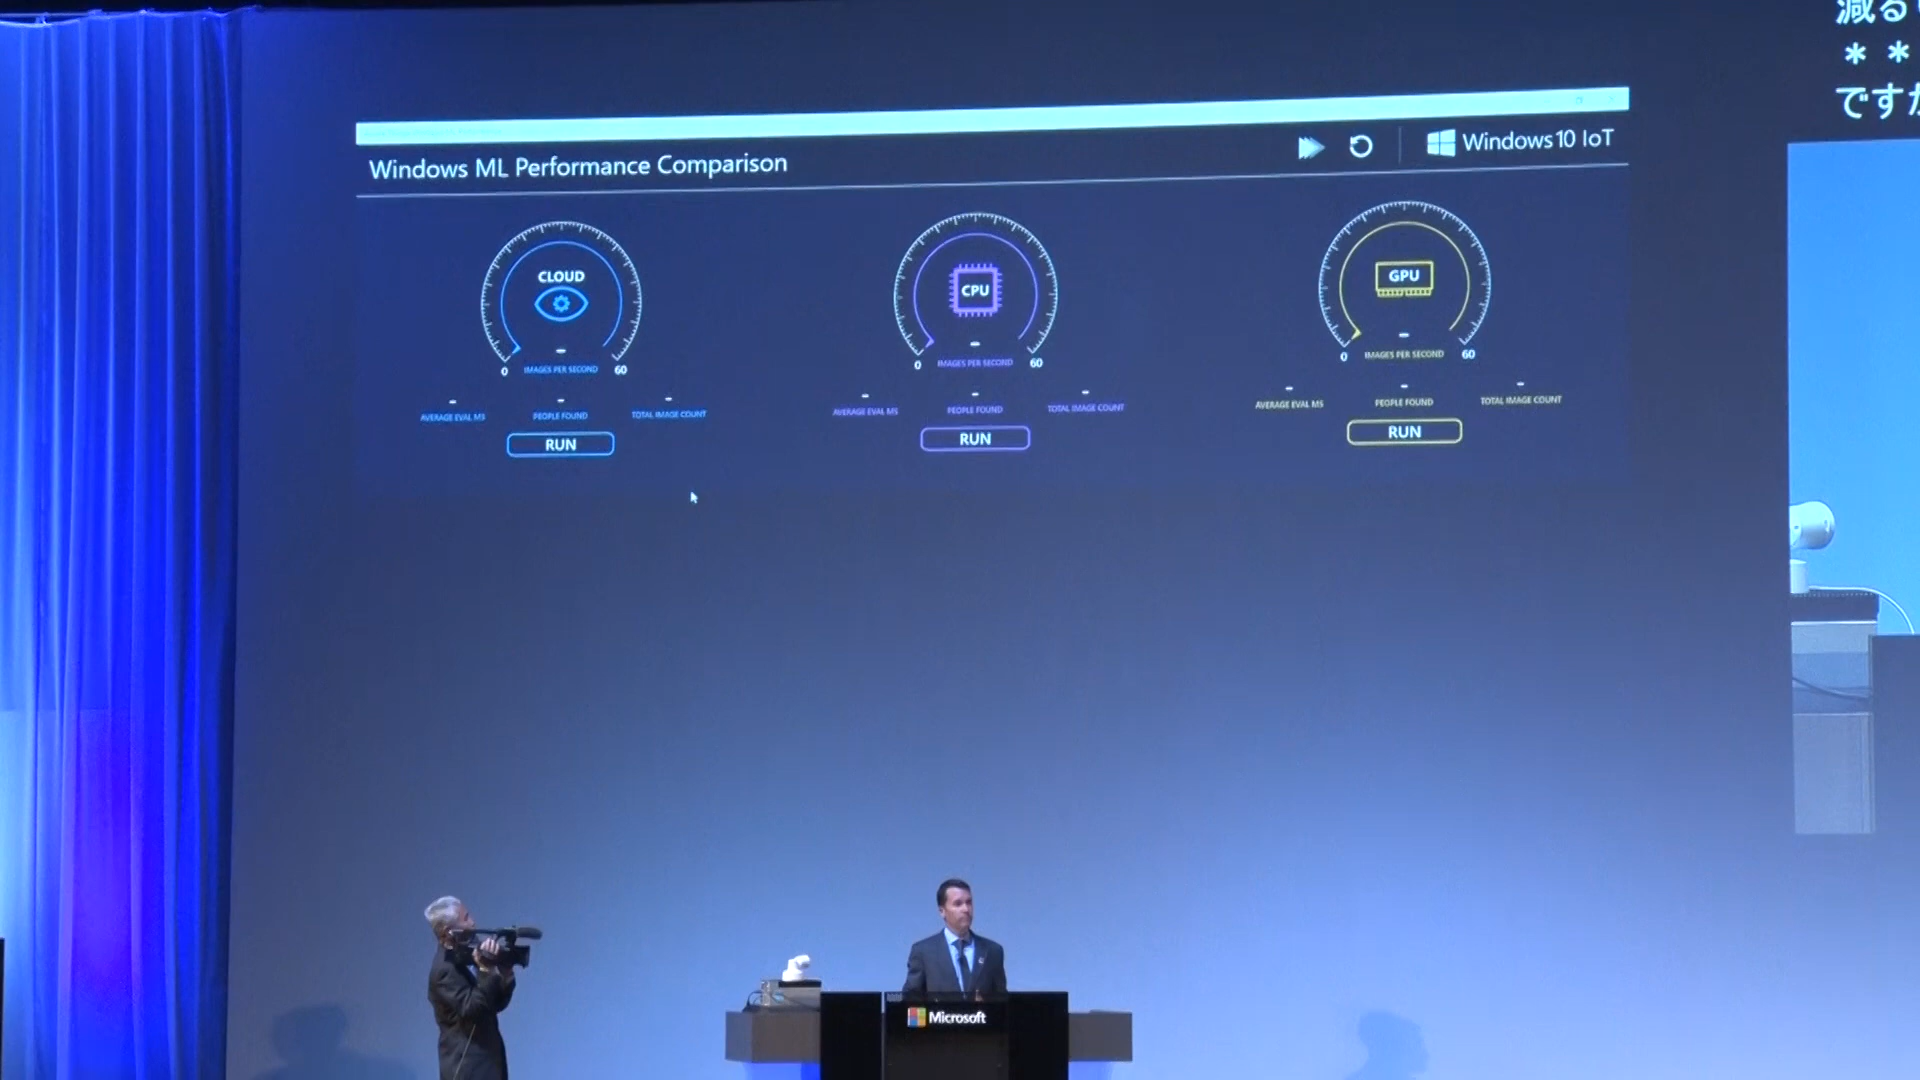 減る
＊＊
ですか
Windows ML Performance Comparison
Windows 10 IoT
CLOUD
0 IMAGES PER SECOND 60
AVERAGE EVAL MS
PEOPLE FOUND
TOTAL IMAGE COUNT
RUN
CPU
0 IMAGES PER SECOND 60
AVERAGE EVAL MS
PEOPLE FOUND
TOTAL IMAGE COUNT
RUN
GPU
0 IMAGES PER SECOND 60
AVERAGE EVAL MS
PEOPLE FOUND
TOTAL IMAGE COUNT
RUN
Microsoft